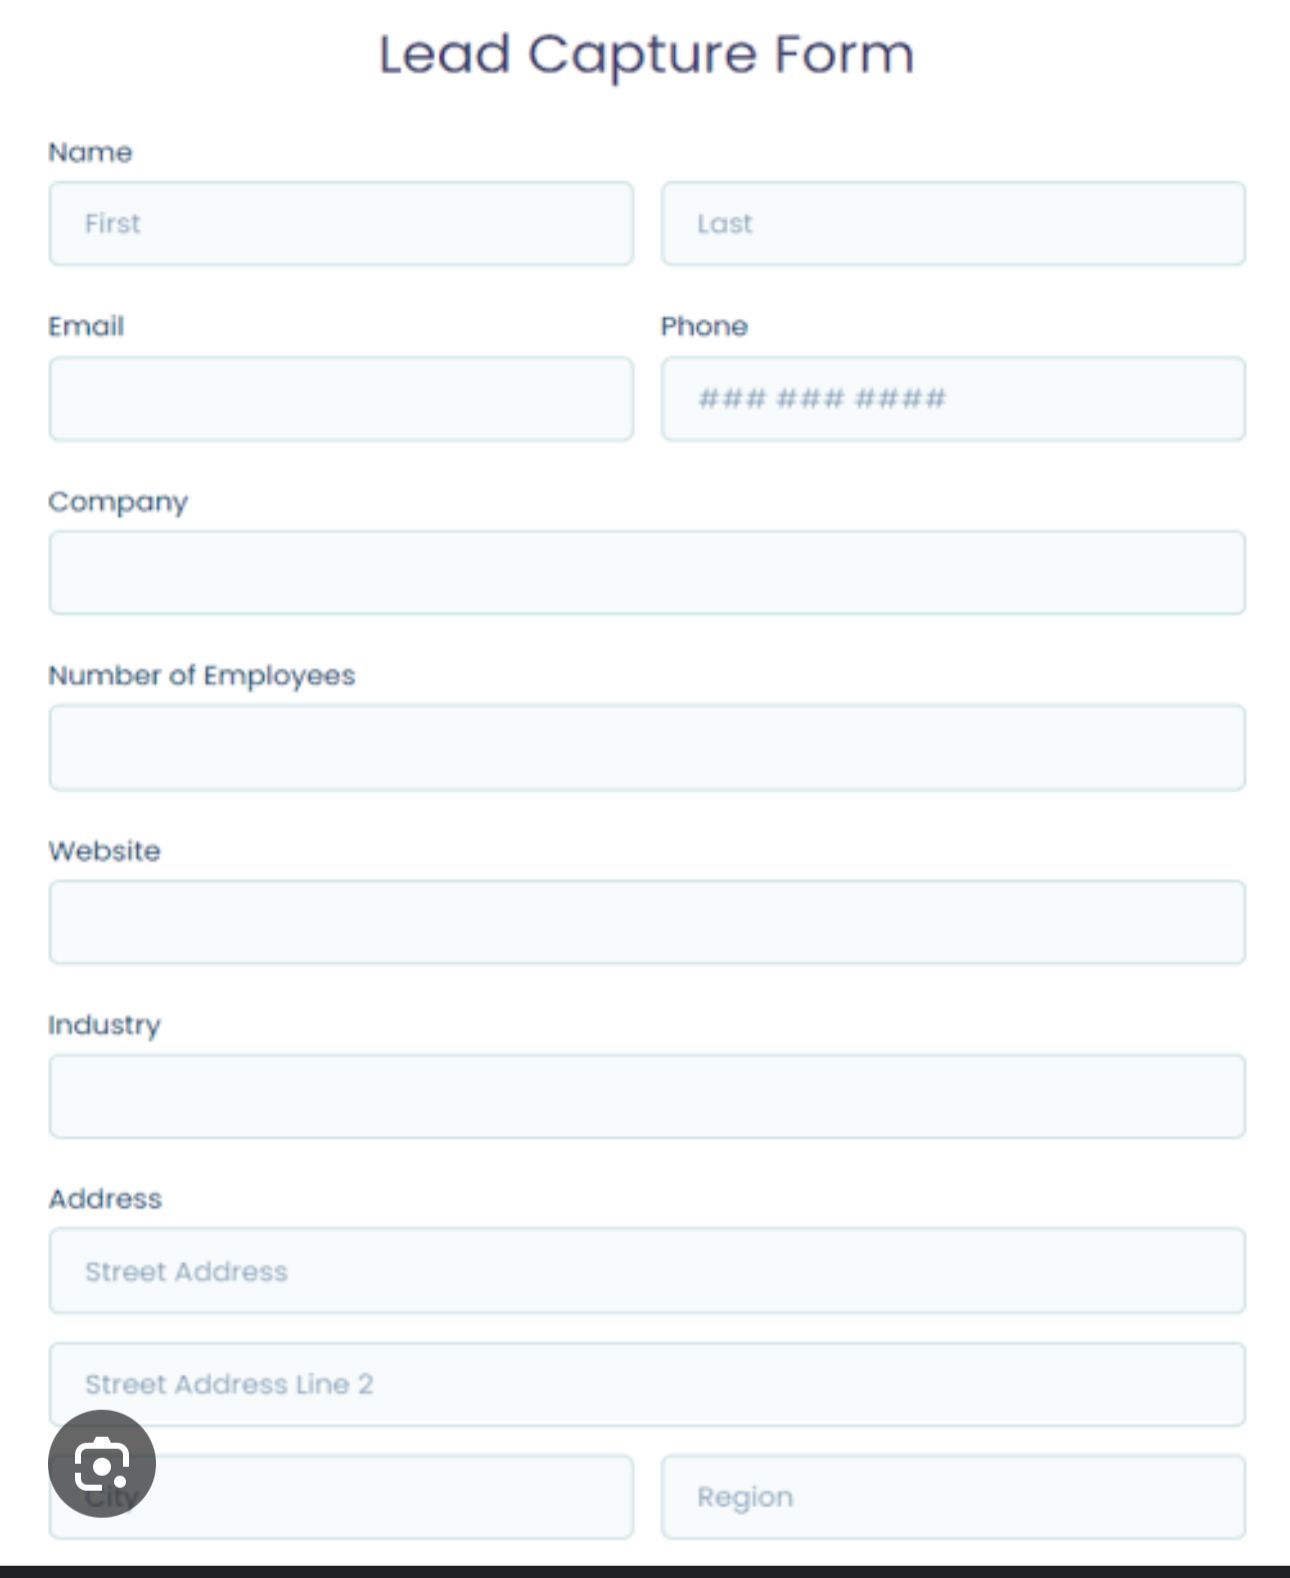 Lead Capture Form
Name
First Last
Email Phone
### ### ####
Company
Number of Employees
Website
Industry
Address
Street Address
Street Address Line 2
City Region